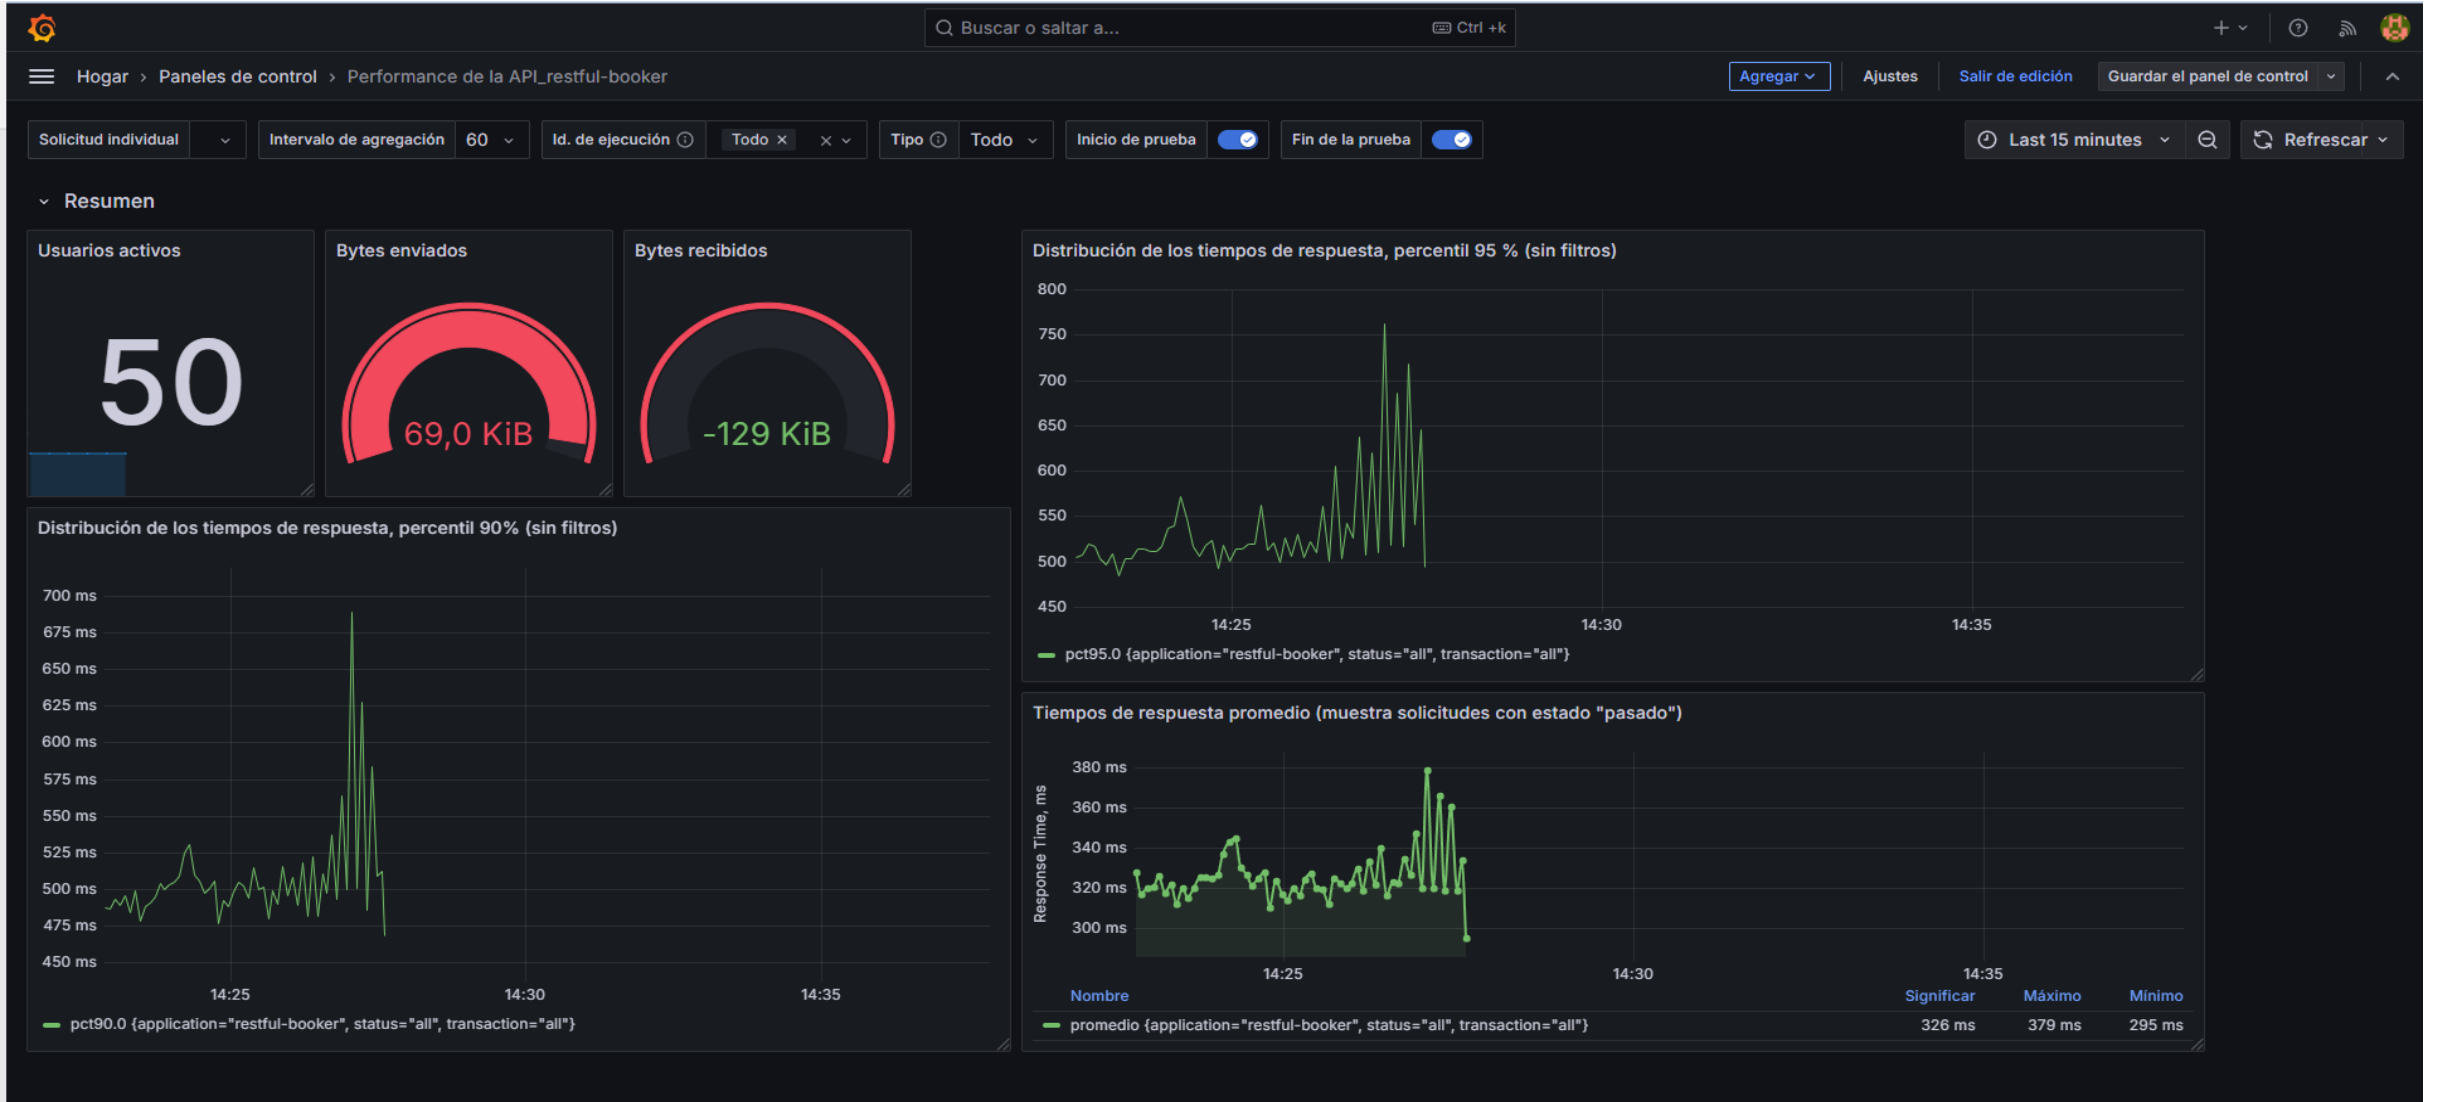 Buscar o saltar a...
Ctrl +k
Hogar › Paneles de control › Performance de la API_restful-booker
Agregar
Ajustes
Salir de edición
Guardar el panel de control
Solicitud individual
Intervalo de agregación 60
Id. de ejecución Todo
Tipo Todo
Inicio de prueba
Fin de la prueba
Last 15 minutes
Refrescar
Resumen
Usuarios activos
50
Bytes enviados
69,0 KiB
Bytes recibidos
-129 KiB
Distribución de los tiempos de respuesta, percentil 95 % (sin filtros)
800
750
700
650
600
550
500
450
14:25 14:30 14:35
pct95.0 {application="restful-booker", status="all", transaction="all"}
Distribución de los tiempos de respuesta, percentil 90% (sin filtros)
700 ms
675 ms
650 ms
625 ms
600 ms
575 ms
550 ms
525 ms
500 ms
475 ms
450 ms
14:25 14:30 14:35
pct90.0 {application="restful-booker", status="all", transaction="all"}
Tiempos de respuesta promedio (muestra solicitudes con estado "pasado")
Response Time, ms
380 ms
360 ms
340 ms
320 ms
300 ms
14:25 14:30 14:35
Nombre Significar Máximo Mínimo
promedio {application="restful-booker", status="all", transaction="all"} 326 ms 379 ms 295 ms